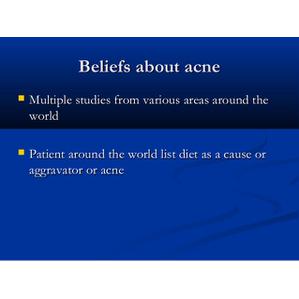 Beliefs about acne
Multiple studies from various areas around the
world
Patient around the world list diet as a cause or
aggravator or acne